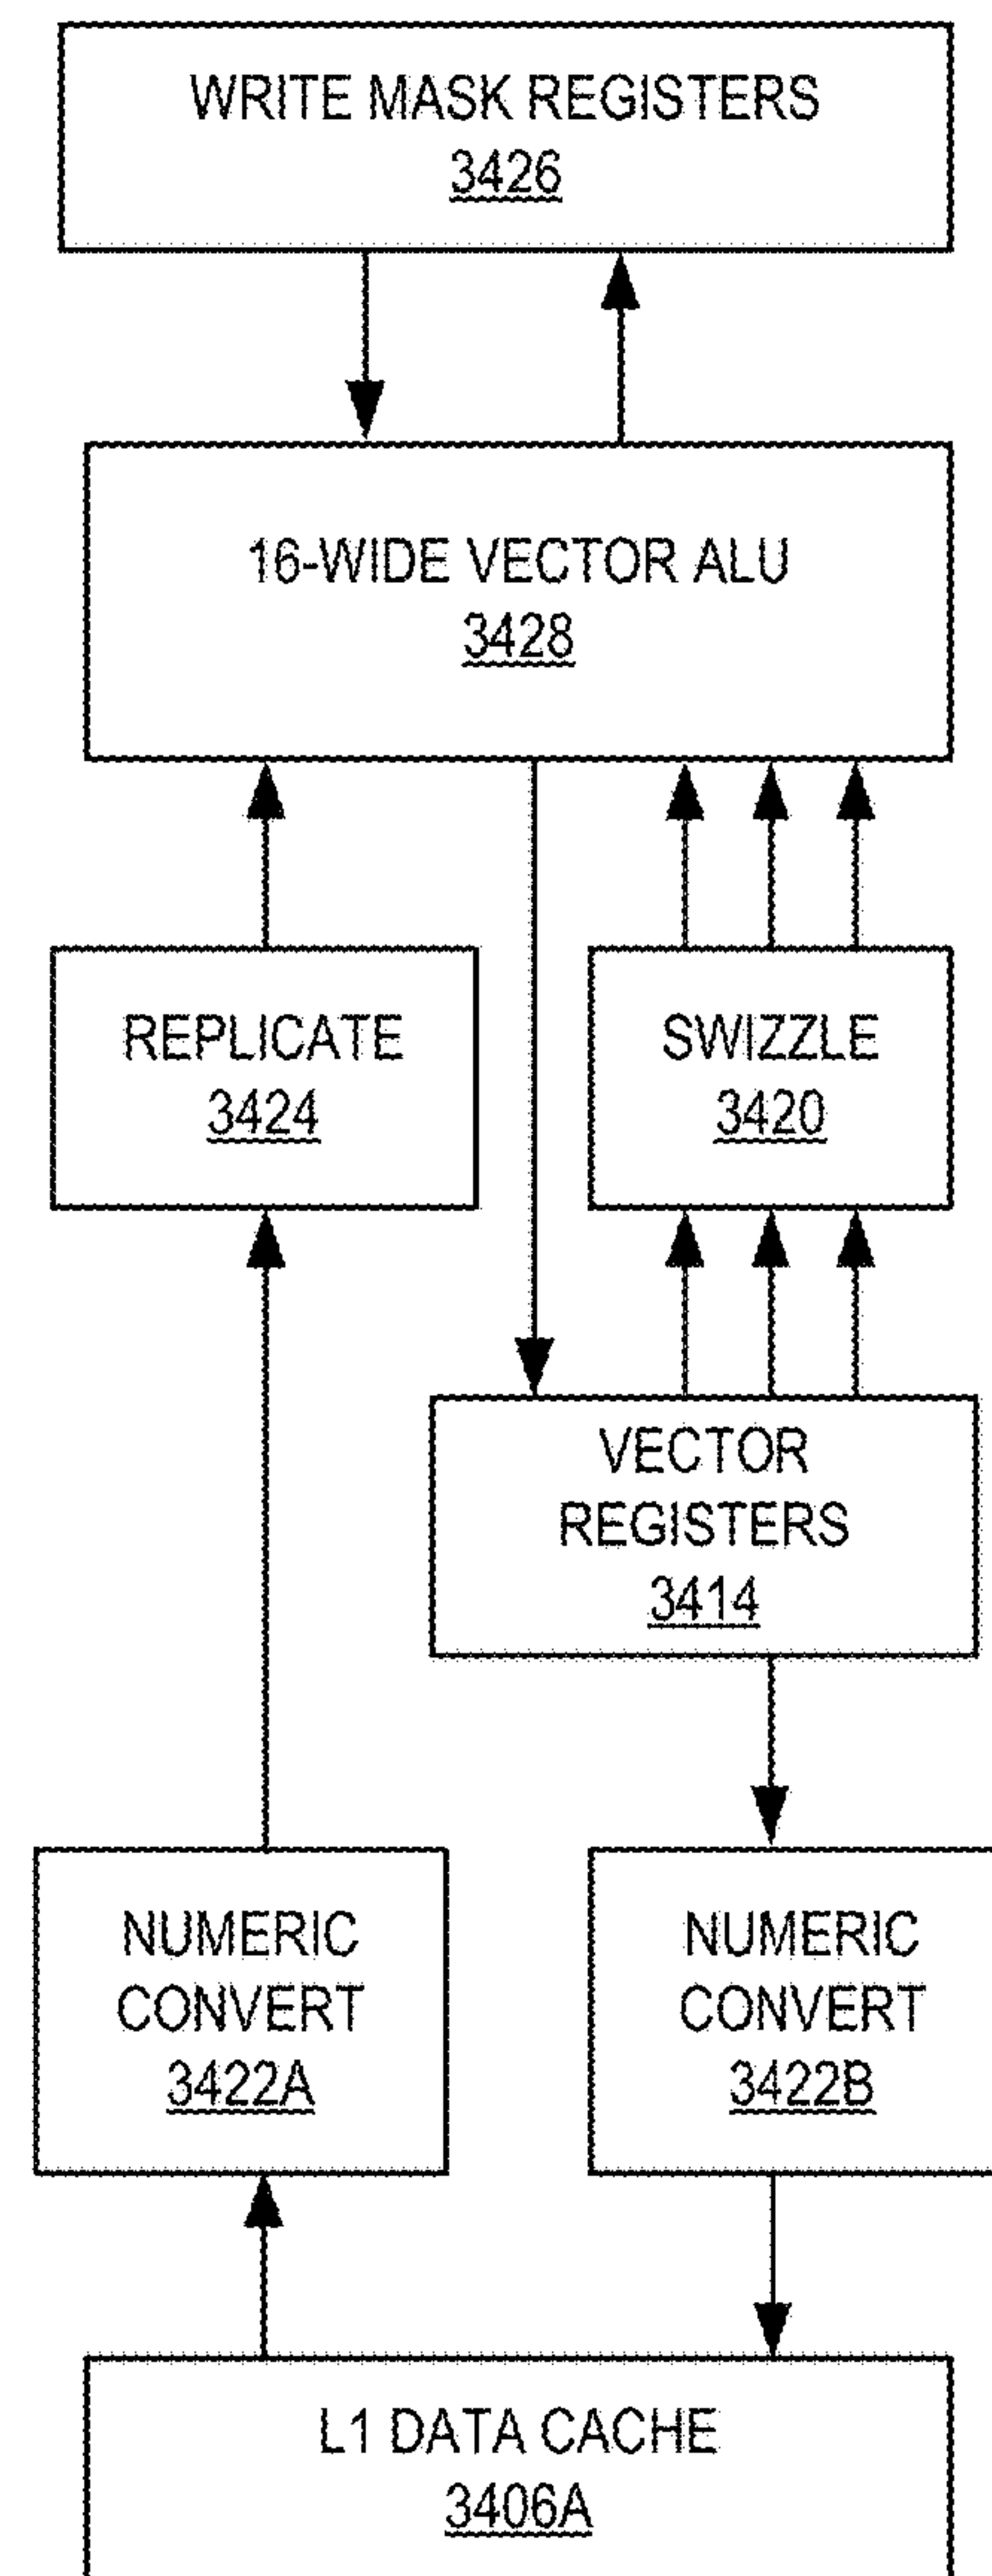 WRITE MASK REGISTERS
3426
16-WIDE VECTOR ALU
3428
REPLICATE
3424
SWIZZLE
3420
VECTOR
REGISTERS
3414
NUMERIC
CONVERT
3422A
NUMERIC
CONVERT
3422B
L1 DATA CACHE
3406A